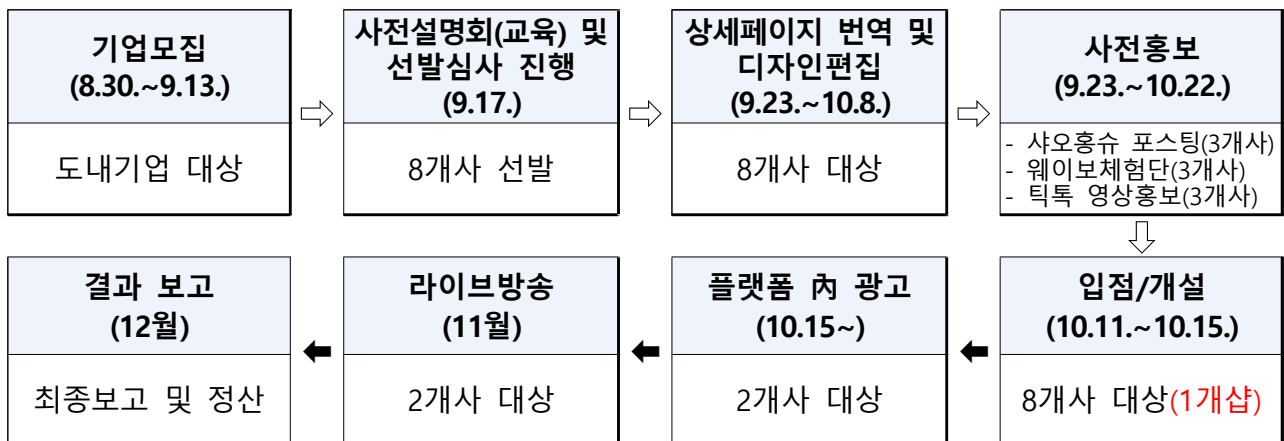 기업모집
(8.30.~9.13.)
도내기업 대상
사전설명회(교육) 및
선발심사 진행
(9.17.)
8개사 선발
상세페이지 번역 및
디자인편집
(9.23.~10.8.)
8개사 대상
사전홍보
(9.23.~10.22.)
- 샤오홍슈 포스팅(3개사)
- 웨이보체험단(3개사)
- 틱톡 영상홍보(3개사)
입점/개설
(10.11.~10.15.)
8개사 대상(1개샵)
플랫폼 內 광고
(10.15~)
2개사 대상
라이브방송
(11월)
2개사 대상
결과 보고
(12월)
최종보고 및 정산